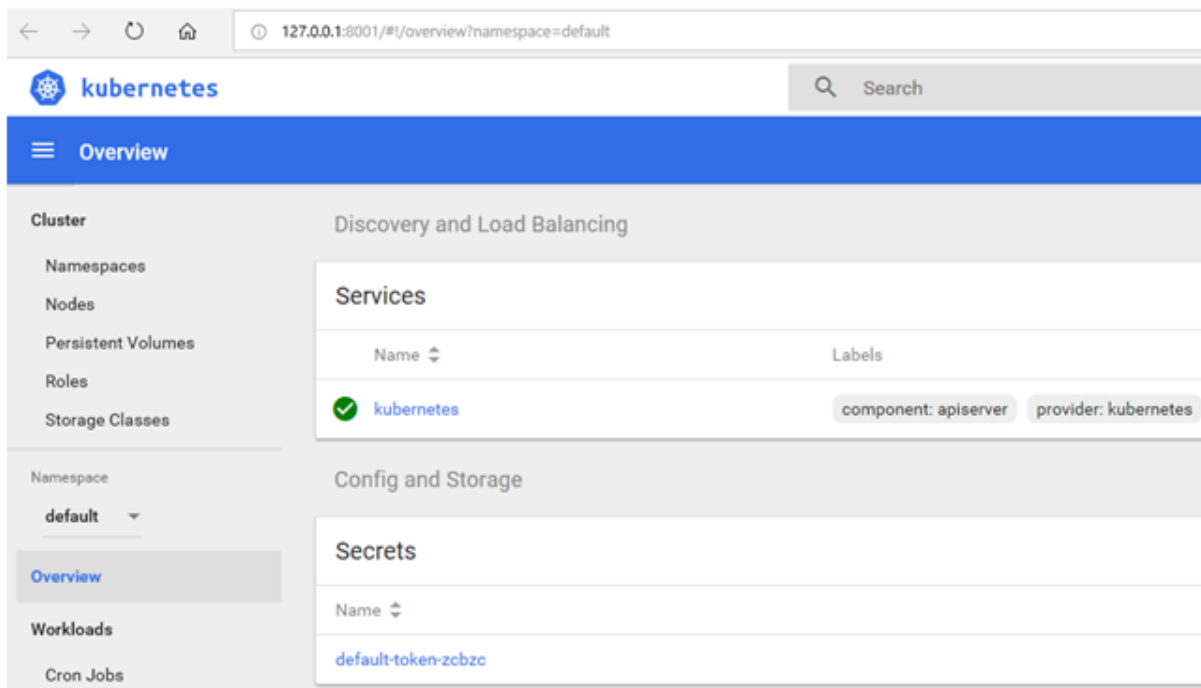 127.0.0.1:8001/#!/overview?namespace=default
kubernetes
Search
Overview
Cluster
Namespaces
Nodes
Persistent Volumes
Roles
Storage Classes
Namespace
default
Overview
Workloads
Cron Jobs
Discovery and Load Balancing
Services
Name Labels
kubernetes component: apiserver provider: kubernetes
Config and Storage
Secrets
Name
default-token-zcbzc